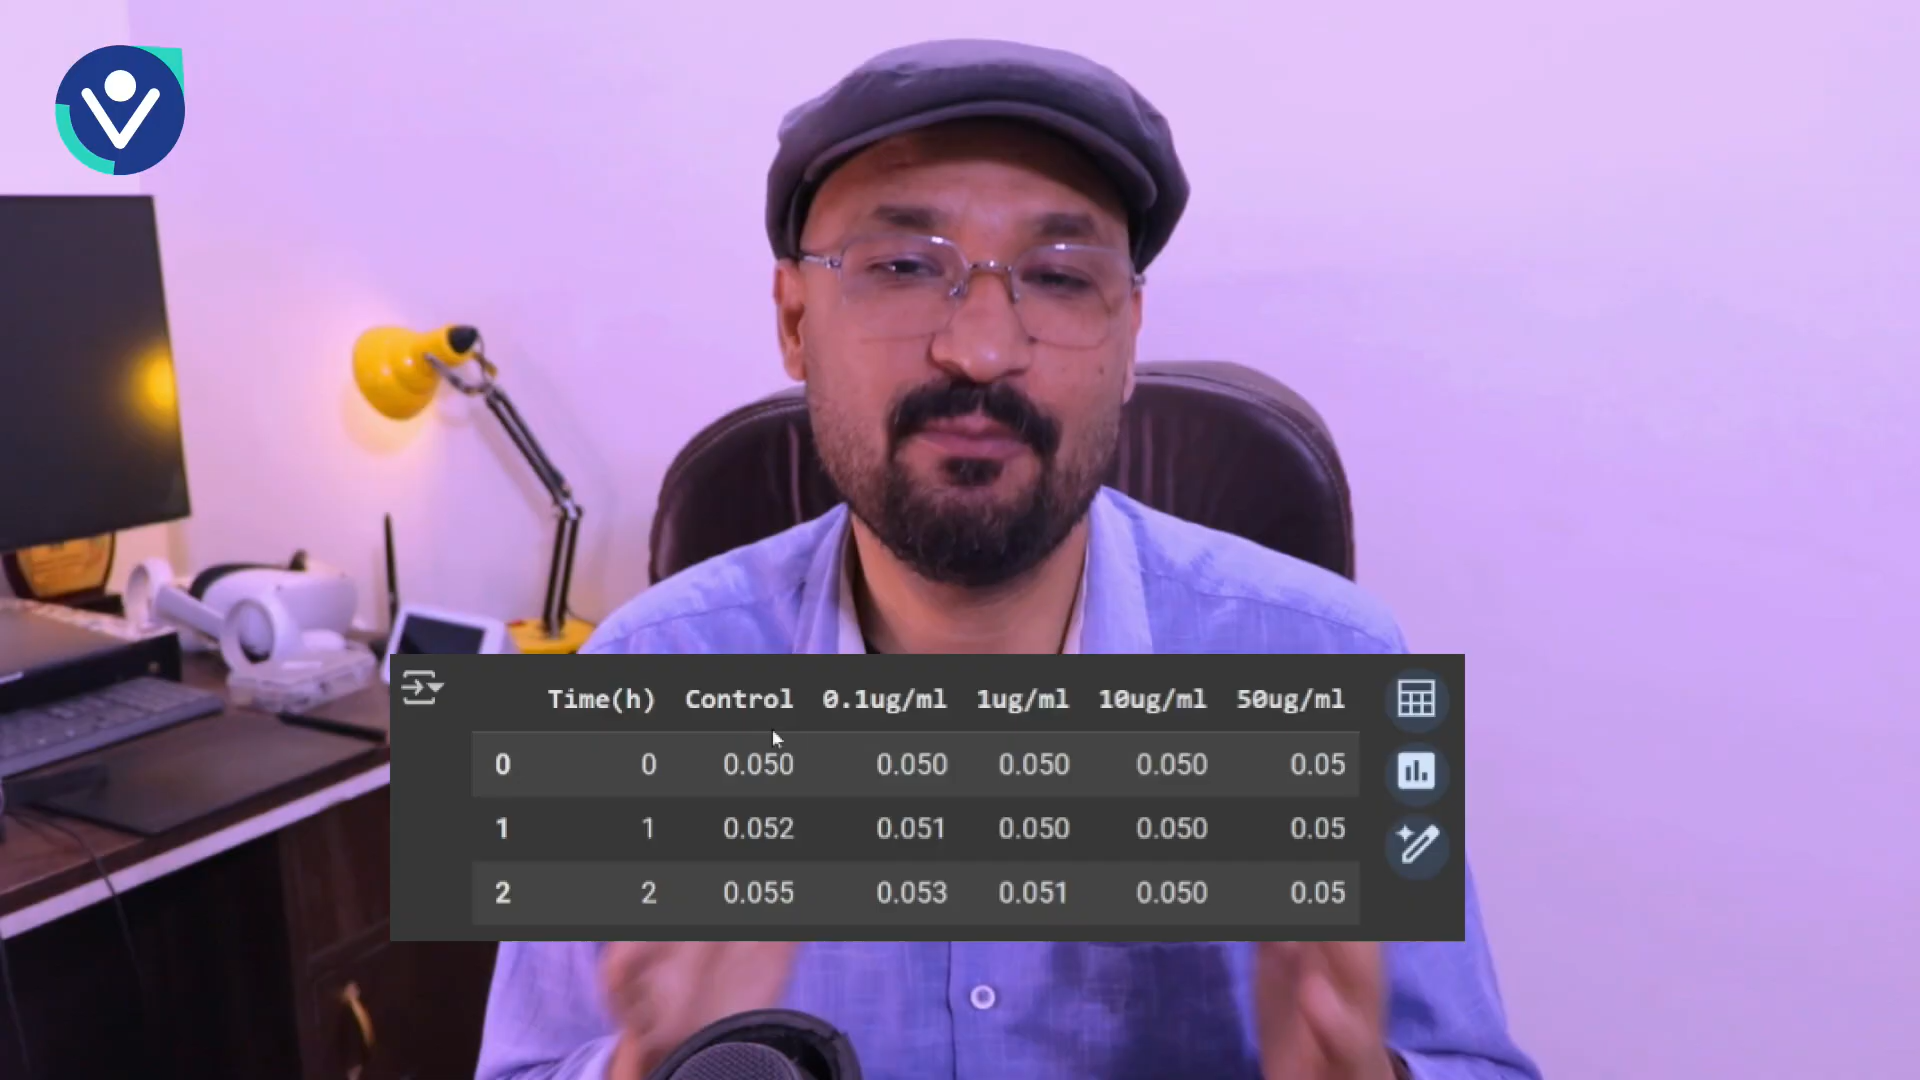 Time(h) Control 0.1ug/ml 1ug/ml 10ug/ml 50ug/ml
0 0 0.050 0.050 0.050 0.050 0.05
1 1 0.052 0.051 0.050 0.050 0.05
2 2 0.055 0.053 0.051 0.050 0.05